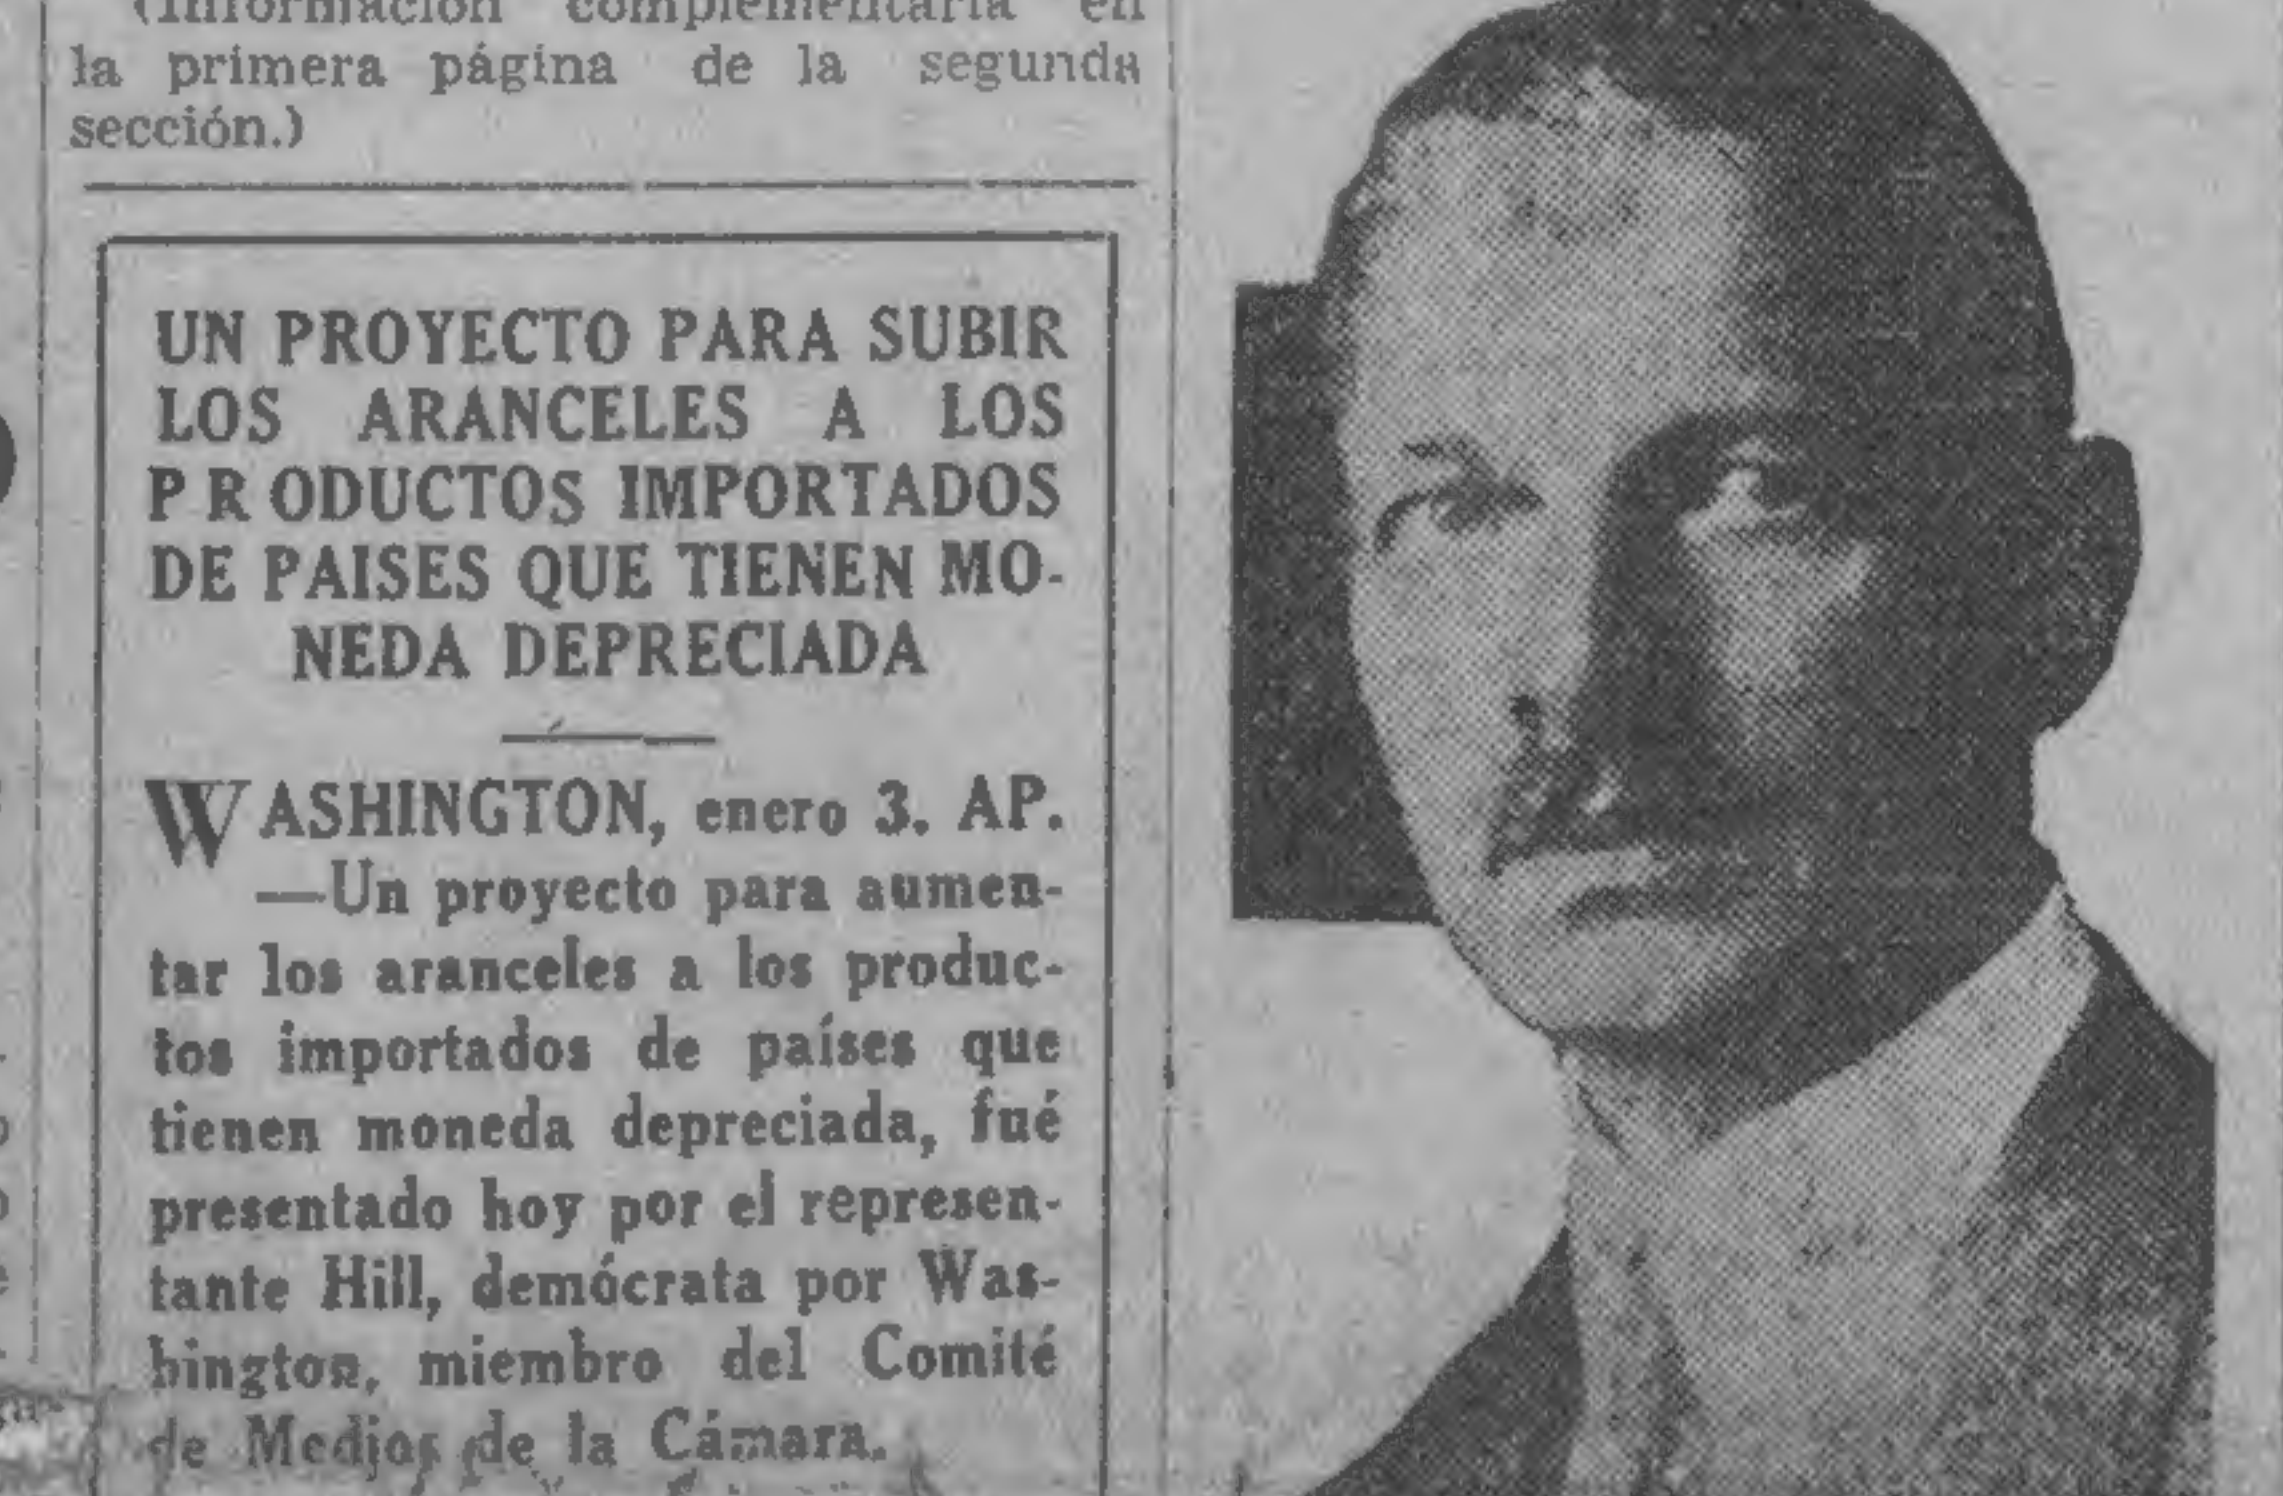 (Información complementaria en
la primera página de la segunda
sección.)
UN PROYECTO PARA SUBIR
LOS ARANCELES A LOS
PRODUCTOS IMPORTADOS
DE PAISES QUE TIENEN MO-
NEDA DEPRECIADA
WASHINGTON, enero 3. AP.
—Un proyecto para aumen-
tar los aranceles a los produc-
tos importados de países que
tienen moneda depreciada, fué
presentado hoy por el represen-
tante Hill, demócrata por Was-
hington, miembro del Comité
de Medios de la Cámara.